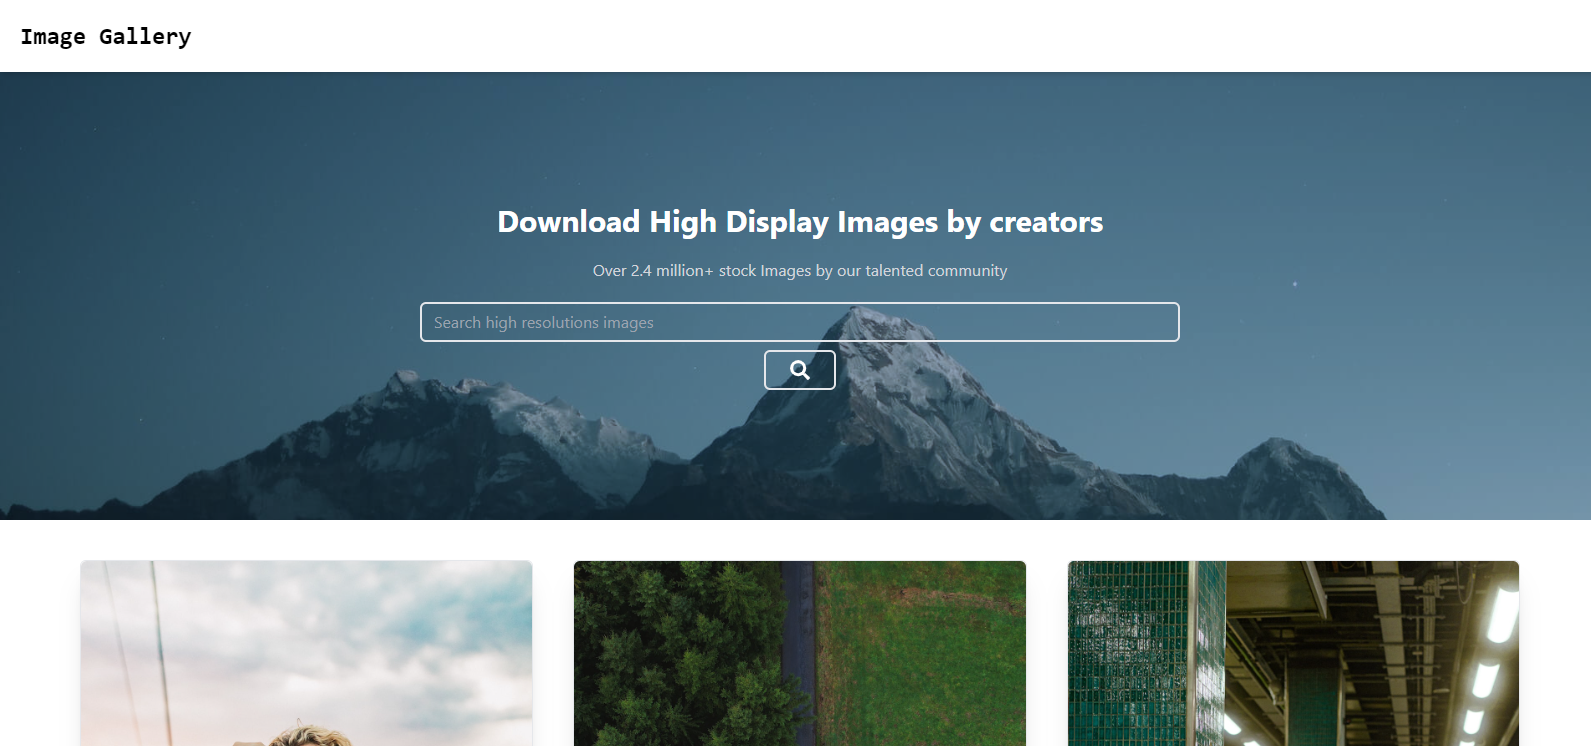 Image Gallery
Download High Display Images by creators
Over 2.4 million+ stock Images by our talented community
Search high resolutions images